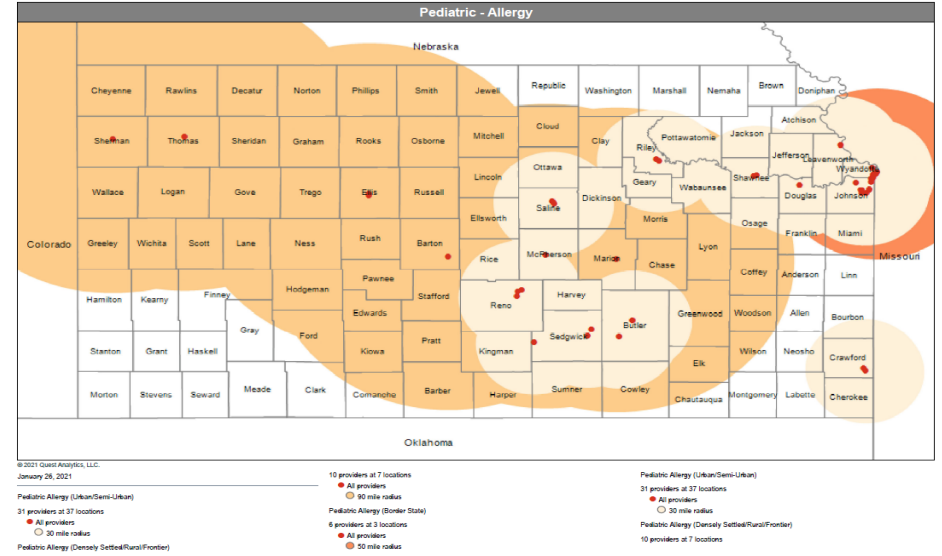 Pediatric - Allergy
Nebraska
Cheyenne Rawlins Decatur Norton Phillips Smith Jewell Republic Washington Marshall Nemaha Brown Doniphan
Atchison
Sherman Thomas Sheridan Graham Rooks Osborne Mitchell Cloud Clay Riley Pottawatomie Jackson Jefferson Leavenworth
Wyandotte
Wallace Logan Gove Trego Ellis Russell Lincoln Ottawa Saline Dickinson Geary Wabaunsee Shawnee Douglas Johnson
Colorado Greeley Wichita Scott Lane Ness Rush Barton Ellsworth Rice McPherson Marion Morris Chase Lyon Osage Franklin Miami
Missouri
Hamilton Kearny Finney Hodgeman Pawnee Stafford Reno Harvey Butler Greenwood Coffey Anderson Linn
Gray Ford Edwards Pratt Kingman Sedgwick Woodson Allen Bourbon
Stanton Grant Haskell Kiowa Elk Wilson Neosho Crawford
Morton Stevens Seward Meade Clark Comanche Barber Harper Sumner Cowley Chautauqua Montgomery Labette Cherokee
Oklahoma
© 2021 Quest Analytics, LLC.
January 26, 2021
Pediatric Allergy (Urban/Semi-Urban)
31 providers at 37 locations
All providers
30 mile radius
Pediatric Allergy (Densely Settled/Rural/Frontier)
10 providers at 7 locations
All providers
90 mile radius
Pediatric Allergy (Border State)
6 providers at 3 locations
All providers
50 mile radius
Pediatric Allergy (Urban/Semi-Urban)
31 providers at 37 locations
All providers
30 mile radius
Pediatric Allergy (Densely Settled/Rural/Frontier)
10 providers at 7 locations